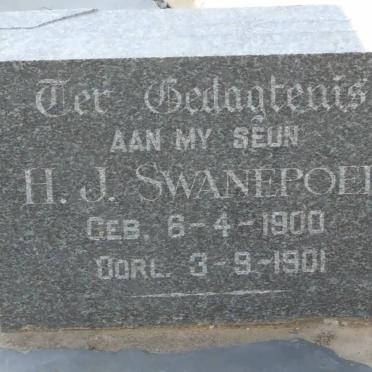 Ter Gedagtenis
AAN MY SEUN
H. J. SWANEPOEL
GEB. 6-4-1900
OORL. 3-9-1901